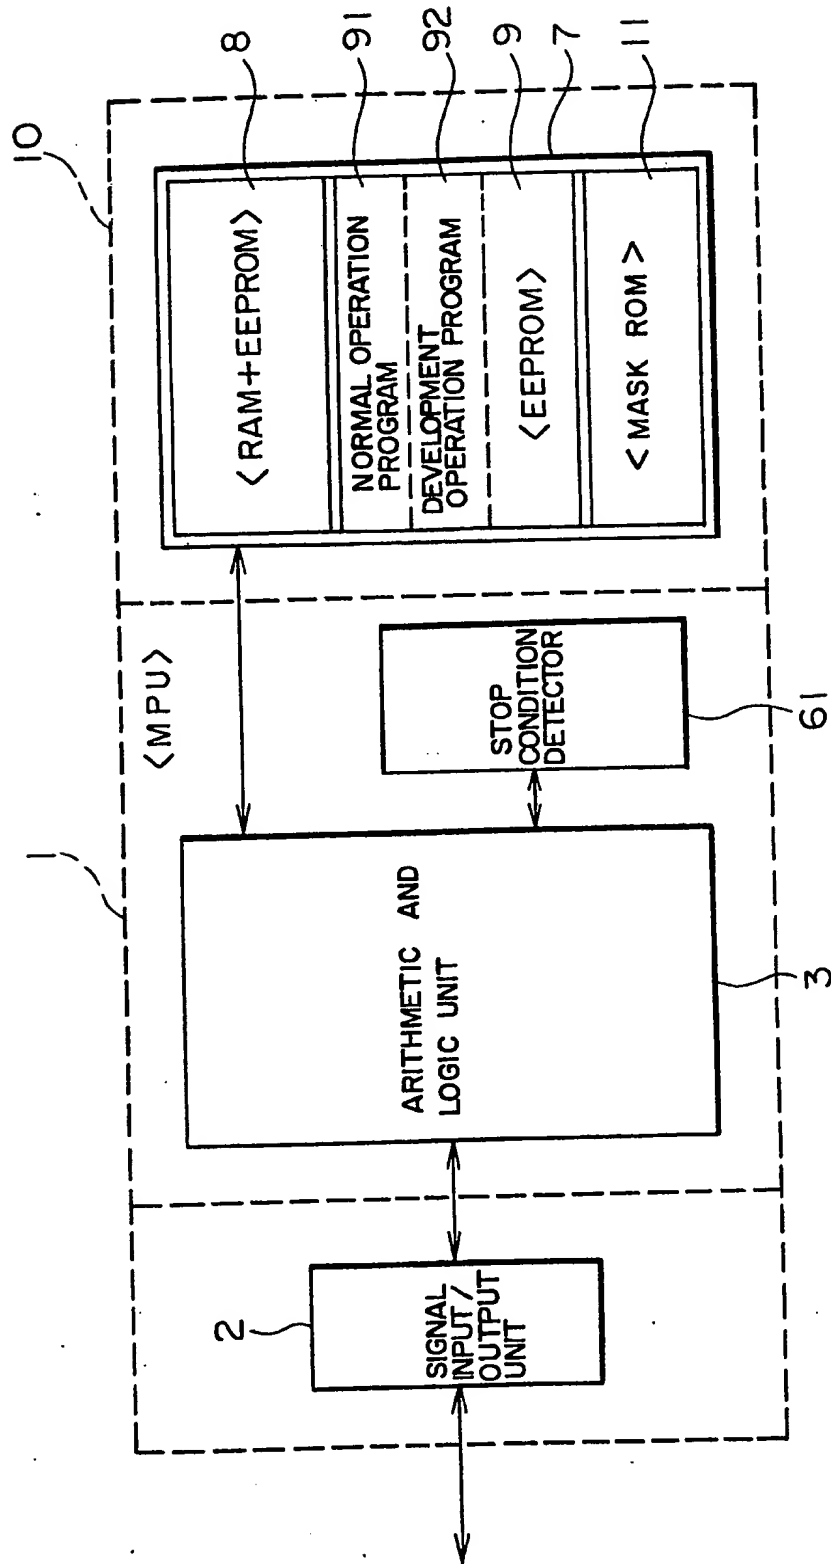 10
1
<MPU>
2
SIGNAL
INPUT/
OUTPUT
UNIT
ARITHMETIC AND
LOGIC UNIT
3
STOP
CONDITION
DETECTOR
61
<RAM+EEPROM>
8
NORMAL OPERATION
PROGRAM
91
DEVELOPMENT
OPERATION PROGRAM
92
<EEPROM>
9
7
<MASK ROM>
11